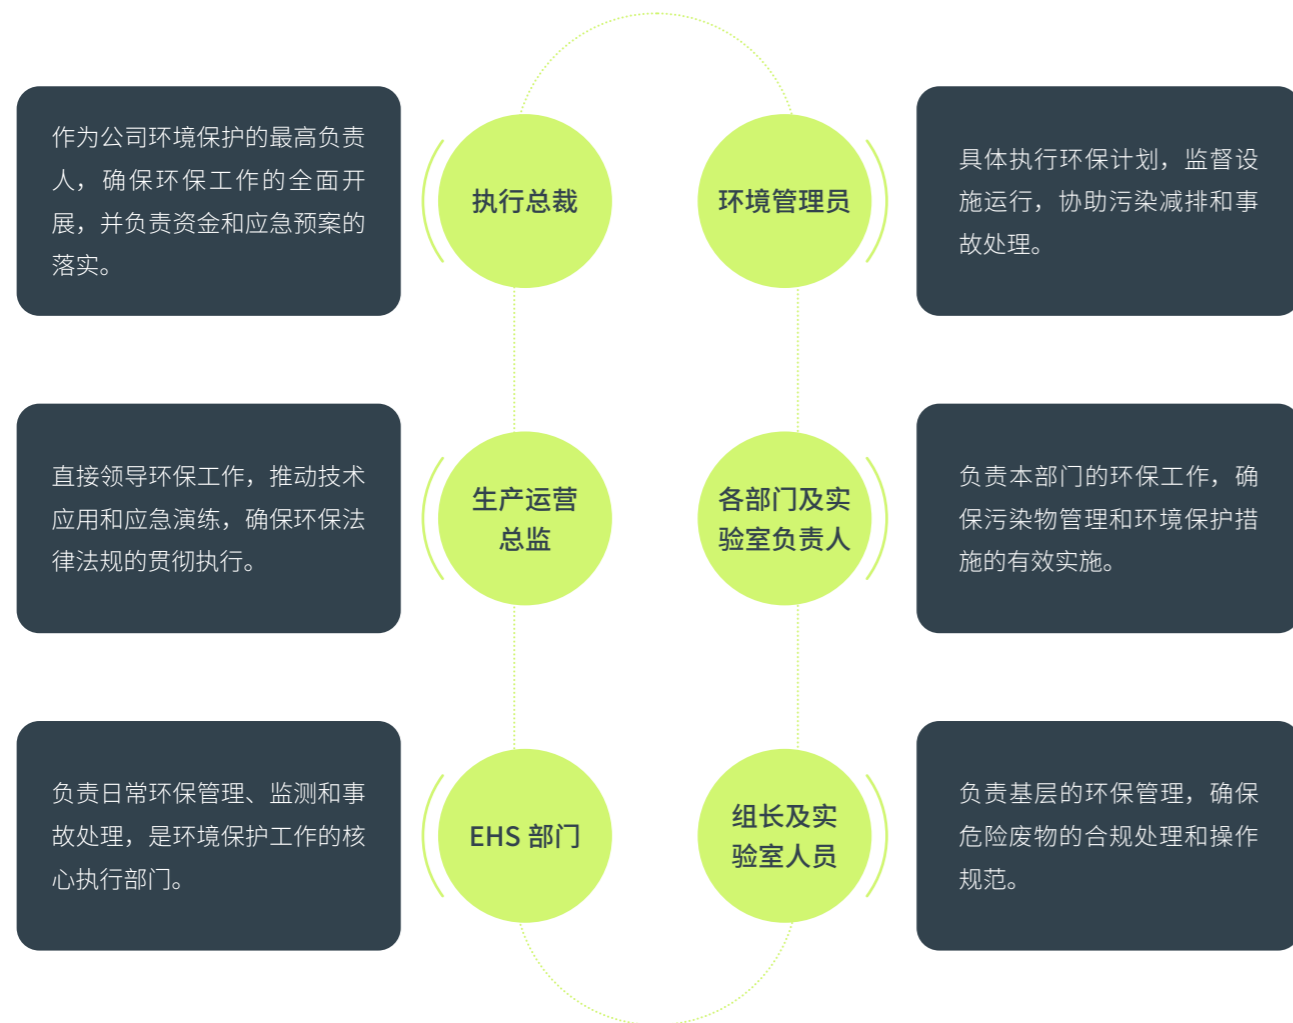 作为公司环境保护的最高负责
人，确保环保工作的全面开
展，并负责资金和应急预案的
落实。
执行总裁
环境管理员
具体执行环保计划，监督设
施运行，协助污染减排和事
故处理。
直接领导环保工作，推动技术
应用和应急演练，确保环保法
律法规的贯彻执行。
生产运营
总监
各部门及实
验室负责人
负责本部门的环保工作，确
保污染物管理和环境保护措
施的有效实施。
负责日常环保管理、监测和事
故处理，是环境保护工作的核
心执行部门。
EHS 部门
组长及实
验室人员
负责基层的环保管理，确保
危险废物的合规处理和操作
规范。